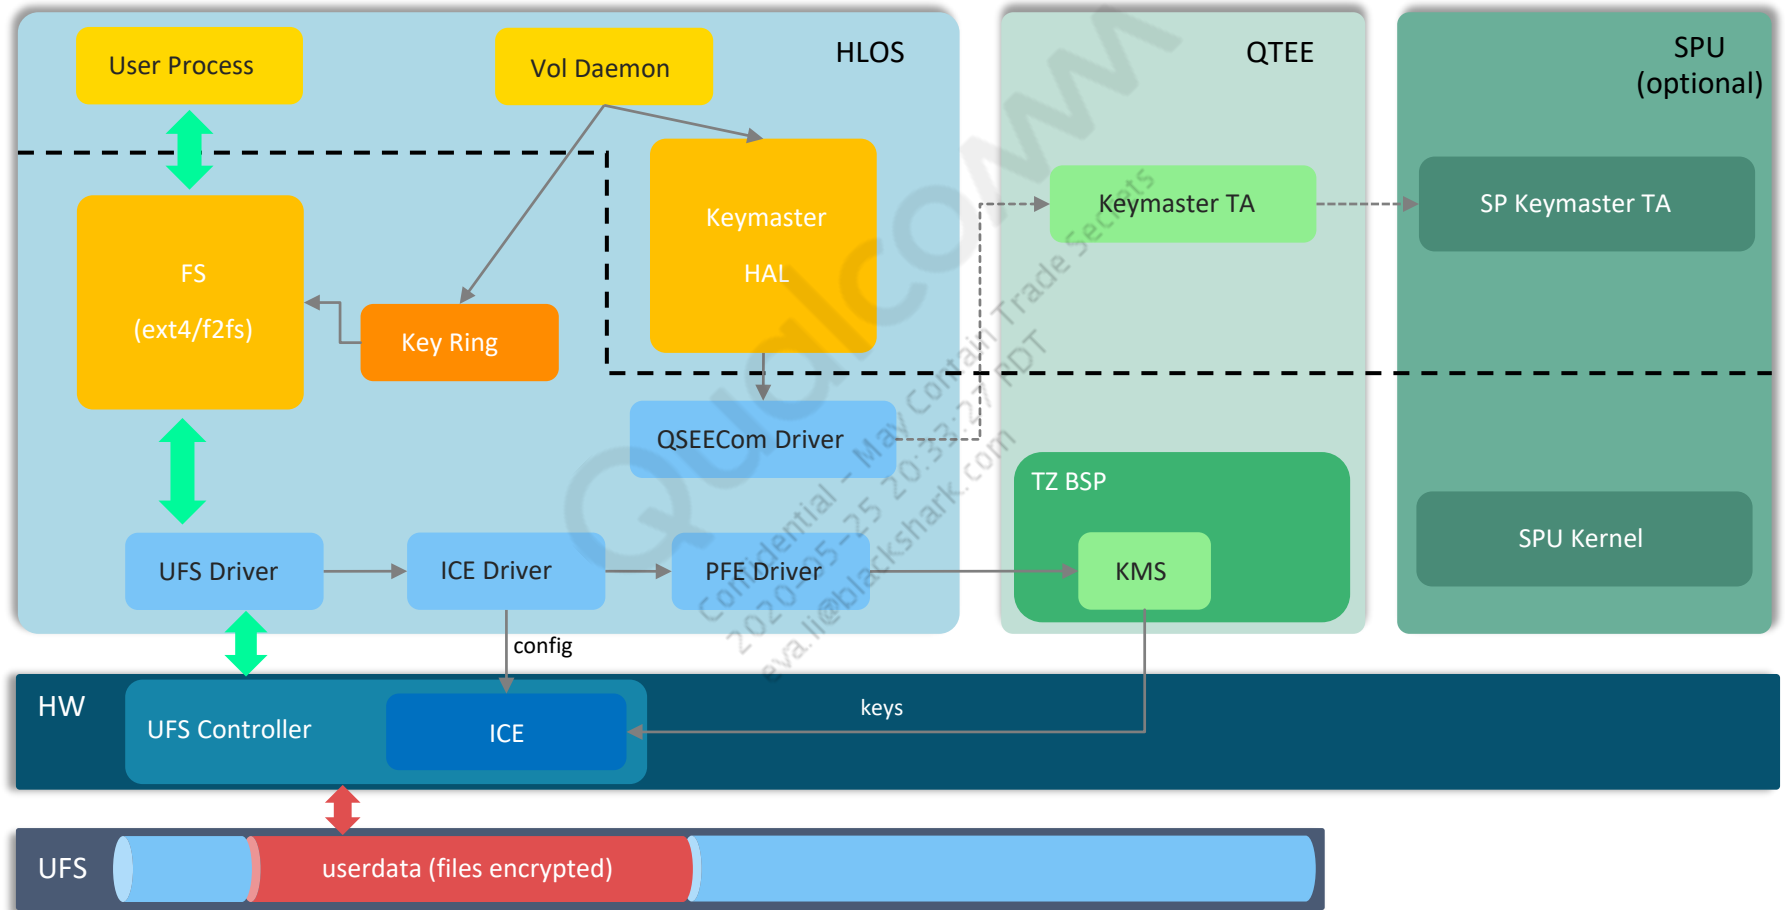 User Process
Vol Daemon
HLOS
QTEE
SPU
(optional)
Keymaster
HAL
Keymaster TA
SP Keymaster TA
FS
(ext4/f2fs)
Key Ring
QSEECom Driver
TZ BSP
UFS Driver
ICE Driver
PFE Driver
KMS
SPU Kernel
config
HW
UFS Controller
ICE
keys
UFS
userdata (files encrypted)
Qualcomm
Confidential – May Contain Trade Secrets
2020-05-25 20:33:27 PDT
eva.li@blackshark.com